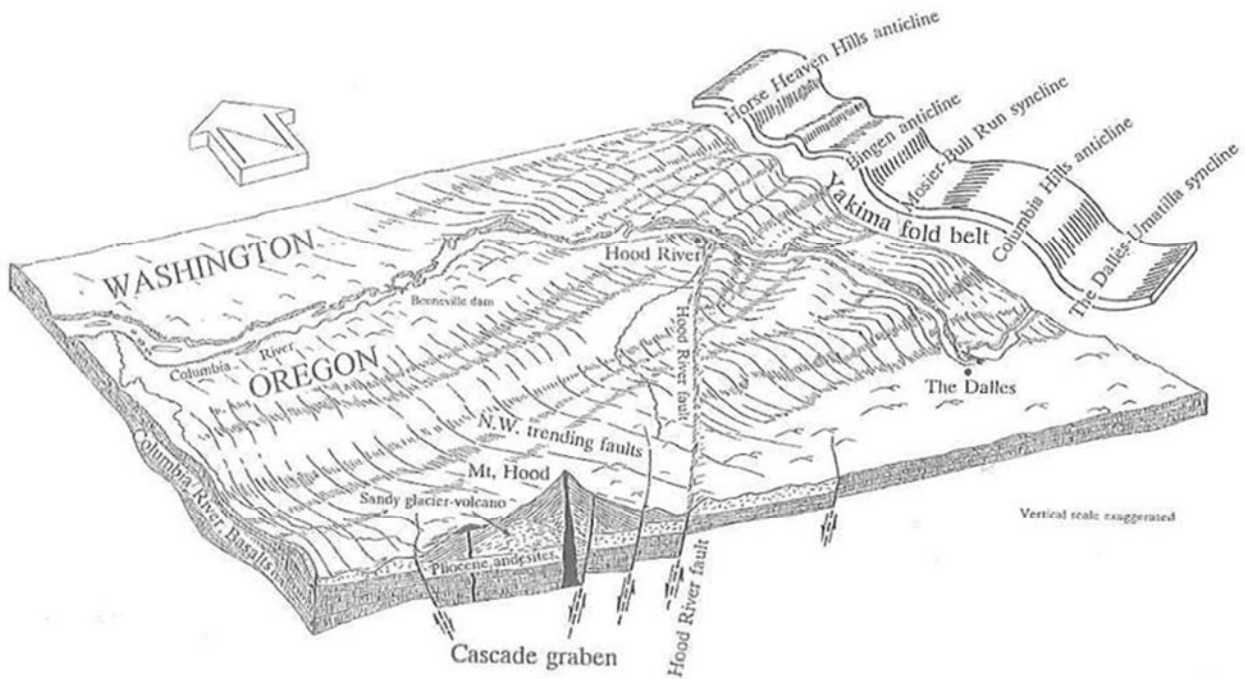 Horse Heaven Hills anticline
Bingen anticline
Mosier-Bull Run syncline
Columbia Hills anticline
The Dalles-Umatilla syncline
Yakima fold belt
N
WASHINGTON
Hood River
Bonneville dam
Columbia River
OREGON
Hood River fault
The Dalles
N.W. trending faults
Mt. Hood
Sandy glacier-volcano
Columbia River Basalts
Pliocene andesites
Vertical scale exaggerated
Hood River fault
Cascade graben